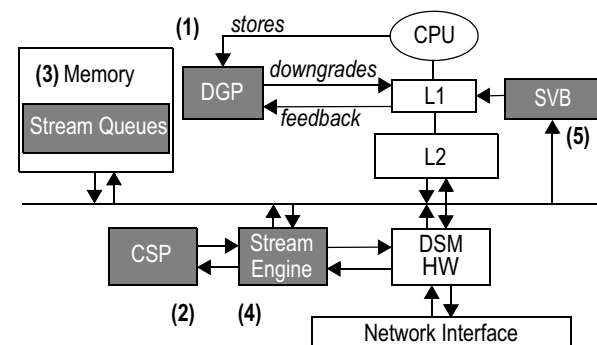 (1)
stores
CPU
(3) Memory
Stream Queues
DGP
downgrades
feedback
L1
SVB
(5)
L2
CSP
Stream
Engine
DSM
HW
(2)
(4)
Network Interface